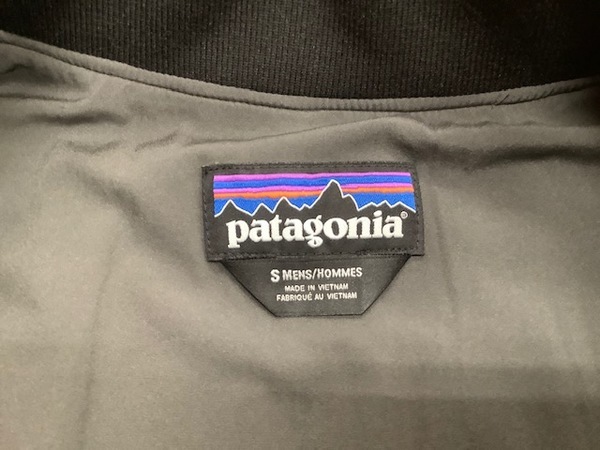 patagonia®
S MENS/HOMMES
MADE IN VIETNAM
FABRIQUÉ AU VIETNAM